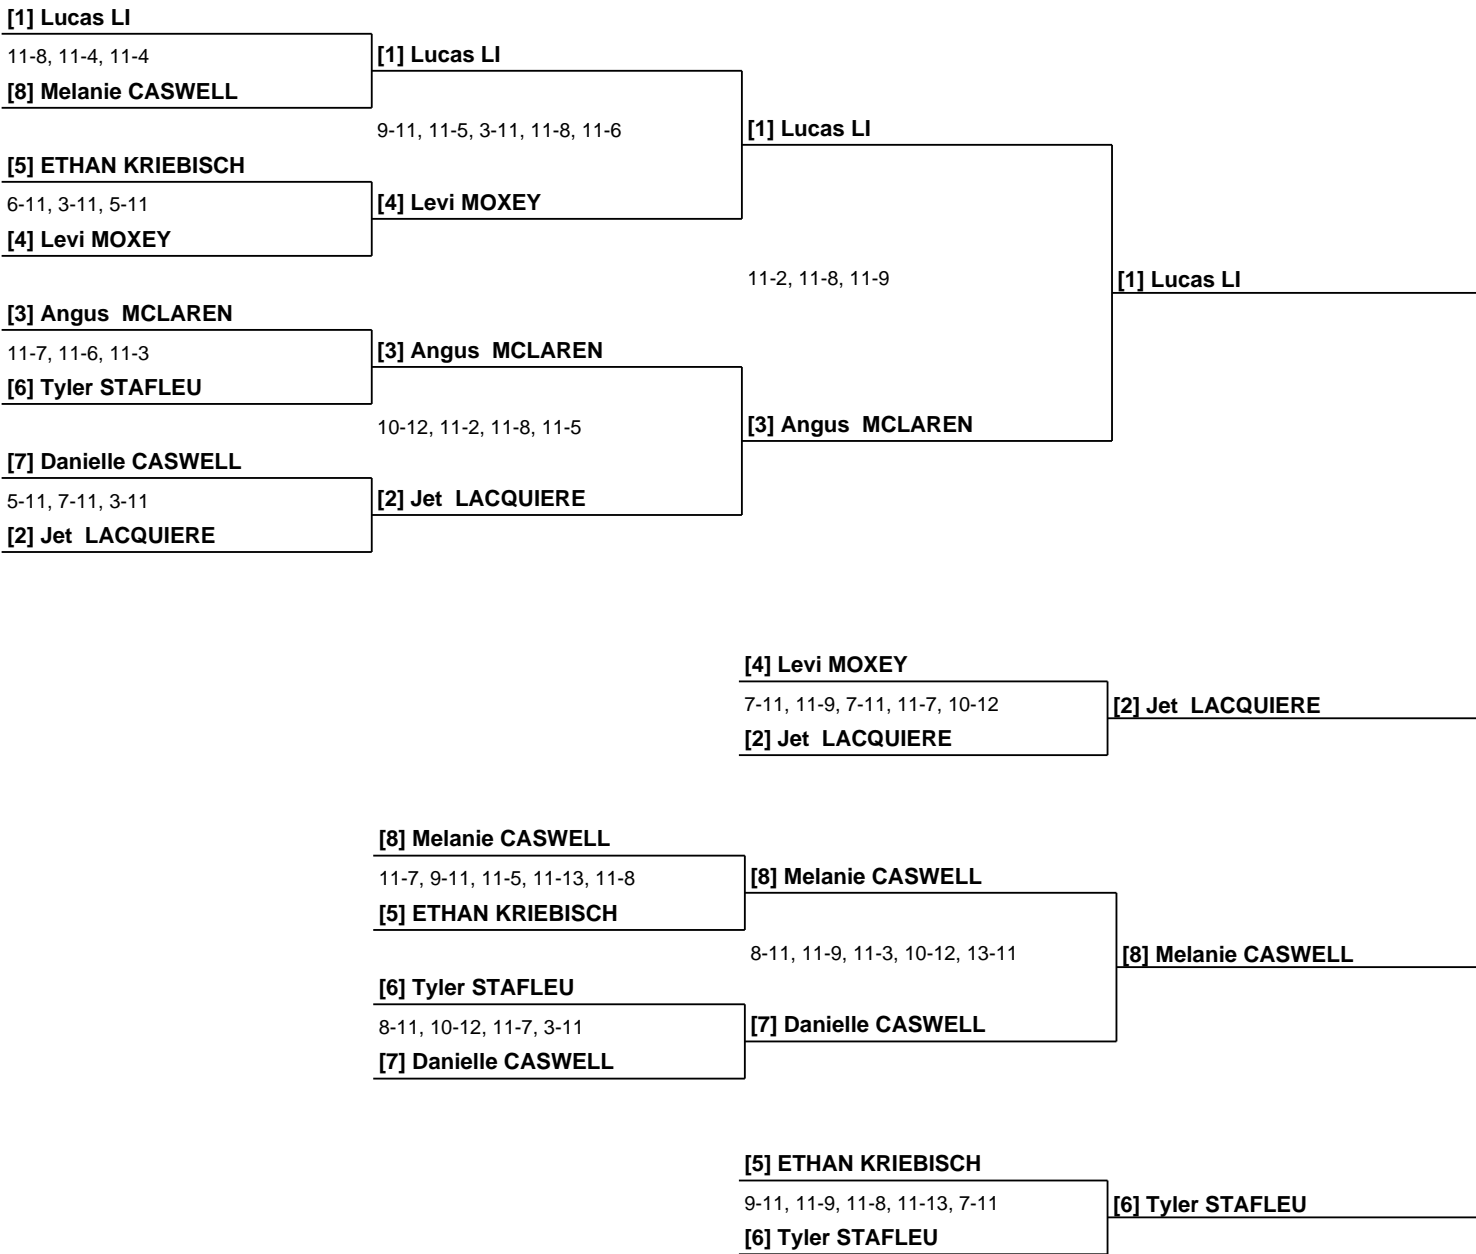 [1] Lucas LI
11-8, 11-4, 11-4
[1] Lucas LI
[8] Melanie CASWELL
9-11, 11-5, 3-11, 11-8, 11-6
[1] Lucas LI
[5] ETHAN KRIEBISCH
6-11, 3-11, 5-11
[4] Levi MOXEY
[4] Levi MOXEY
11-2, 11-8, 11-9
[1] Lucas LI
[3] Angus  MCLAREN
11-7, 11-6, 11-3
[3] Angus  MCLAREN
[6] Tyler STAFLEU
10-12, 11-2, 11-8, 11-5
[3] Angus  MCLAREN
[7] Danielle CASWELL
5-11, 7-11, 3-11
[2] Jet  LACQUIERE
[2] Jet  LACQUIERE
[4] Levi MOXEY
7-11, 11-9, 7-11, 11-7, 10-12
[2] Jet  LACQUIERE
[2] Jet  LACQUIERE
[8] Melanie CASWELL
11-7, 9-11, 11-5, 11-13, 11-8
[8] Melanie CASWELL
[5] ETHAN KRIEBISCH
8-11, 11-9, 11-3, 10-12, 13-11
[8] Melanie CASWELL
[6] Tyler STAFLEU
8-11, 10-12, 11-7, 3-11
[7] Danielle CASWELL
[7] Danielle CASWELL
[5] ETHAN KRIEBISCH
9-11, 11-9, 11-8, 11-13, 7-11
[6] Tyler STAFLEU
[6] Tyler STAFLEU